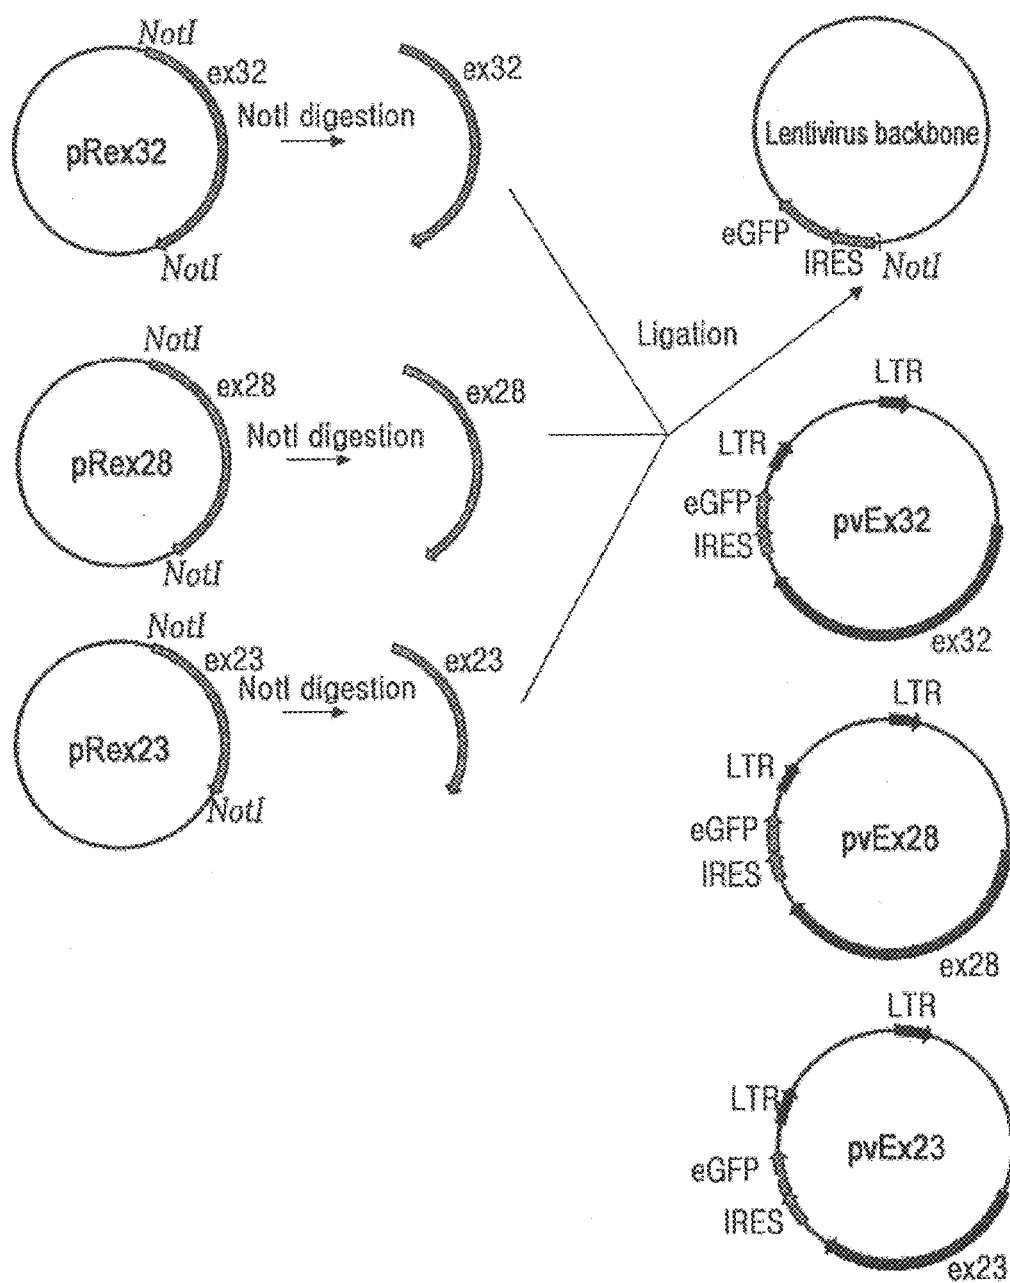 NotI
ex32
pRex32
NotI
NotI digestion
ex32
NotI
ex28
pRex28
NotI
NotI digestion
ex28
NotI
ex23
pRex23
NotI
NotI digestion
ex23
Ligation
Lentivirus backbone
eGFP
IRES
NotI
LTR
LTR
eGFP
IRES
pvEx32
ex32
LTR
LTR
eGFP
IRES
pvEx28
ex28
LTR
LTR
eGFP
IRES
pvEx23
ex23